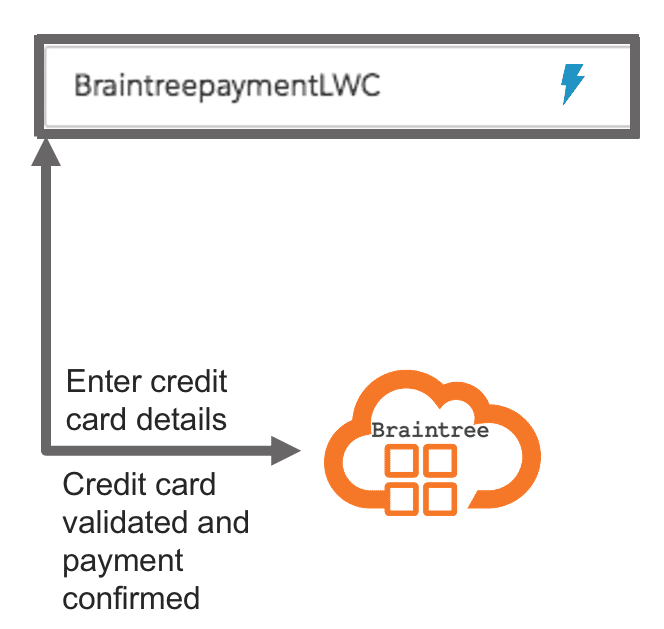 BraintreepaymentLWC
Enter credit
card details
Braintree
Credit card
validated and
payment
confirmed